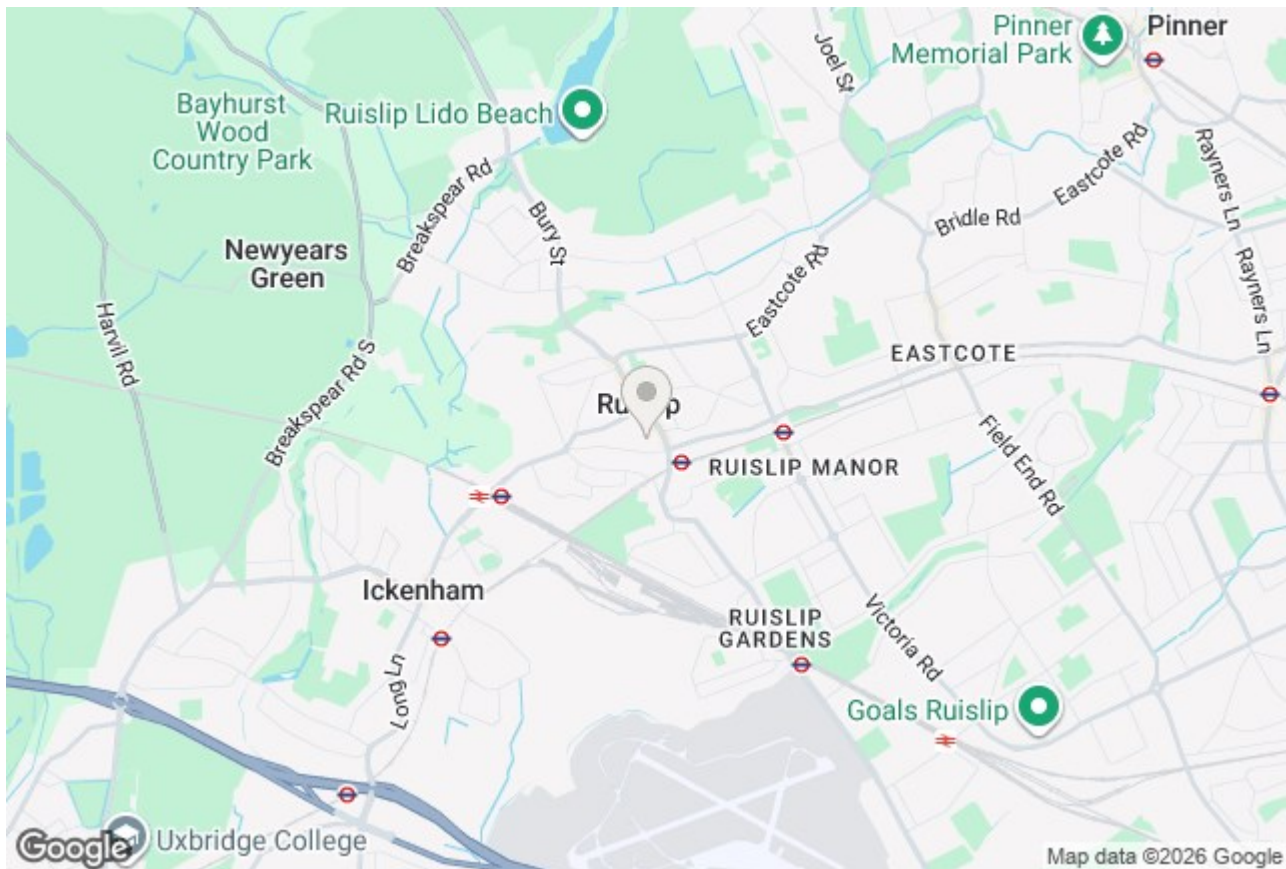 Pinner
Memorial Park
Pinner
Joel St
Bayhurst
Wood
Country Park
Ruislip Lido Beach
Breakspear Rd
Bury St
Newyears
Green
Eastcote Rd
Bridle Rd
Rayners Ln
Rayners Ln
Harvil Rd
Breakspear Rd S
Eastcote Rd
EASTCOTE
RUISLIP MANOR
Field End Rd
Ickenham
Long Ln
RUISLIP
GARDENS
Victoria Rd
Goals Ruislip
Uxbridge College
Google
Map data ©2026 Google